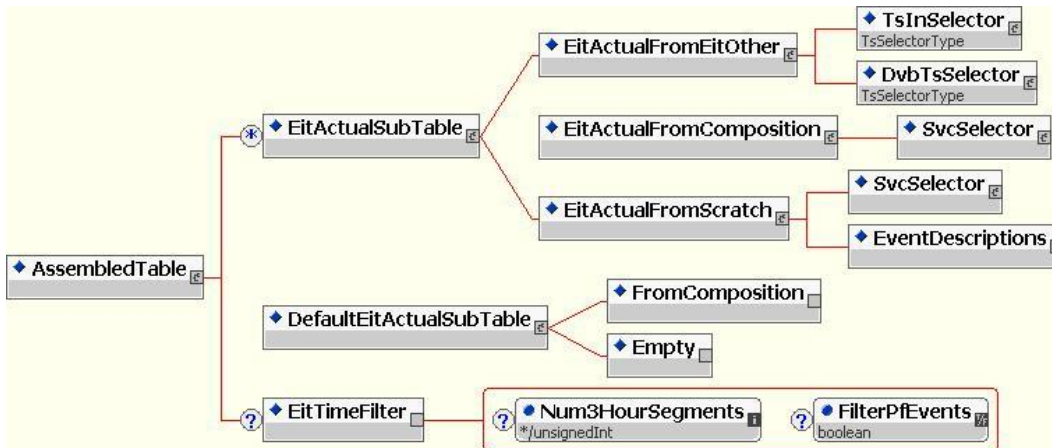 TsInSelector
TsSelectorType
EitActualFromEitOther
DvbTsSelector
TsSelectorType
* EitActualSubTable
EitActualFromComposition
SvcSelector
SvcSelector
EitActualFromScratch
EventDescriptions
AssembledTable
FromComposition
DefaultEitActualSubTable
Empty
? EitTimeFilter
? Num3HourSegments
*/unsignedInt
? FilterPfEvents
boolean